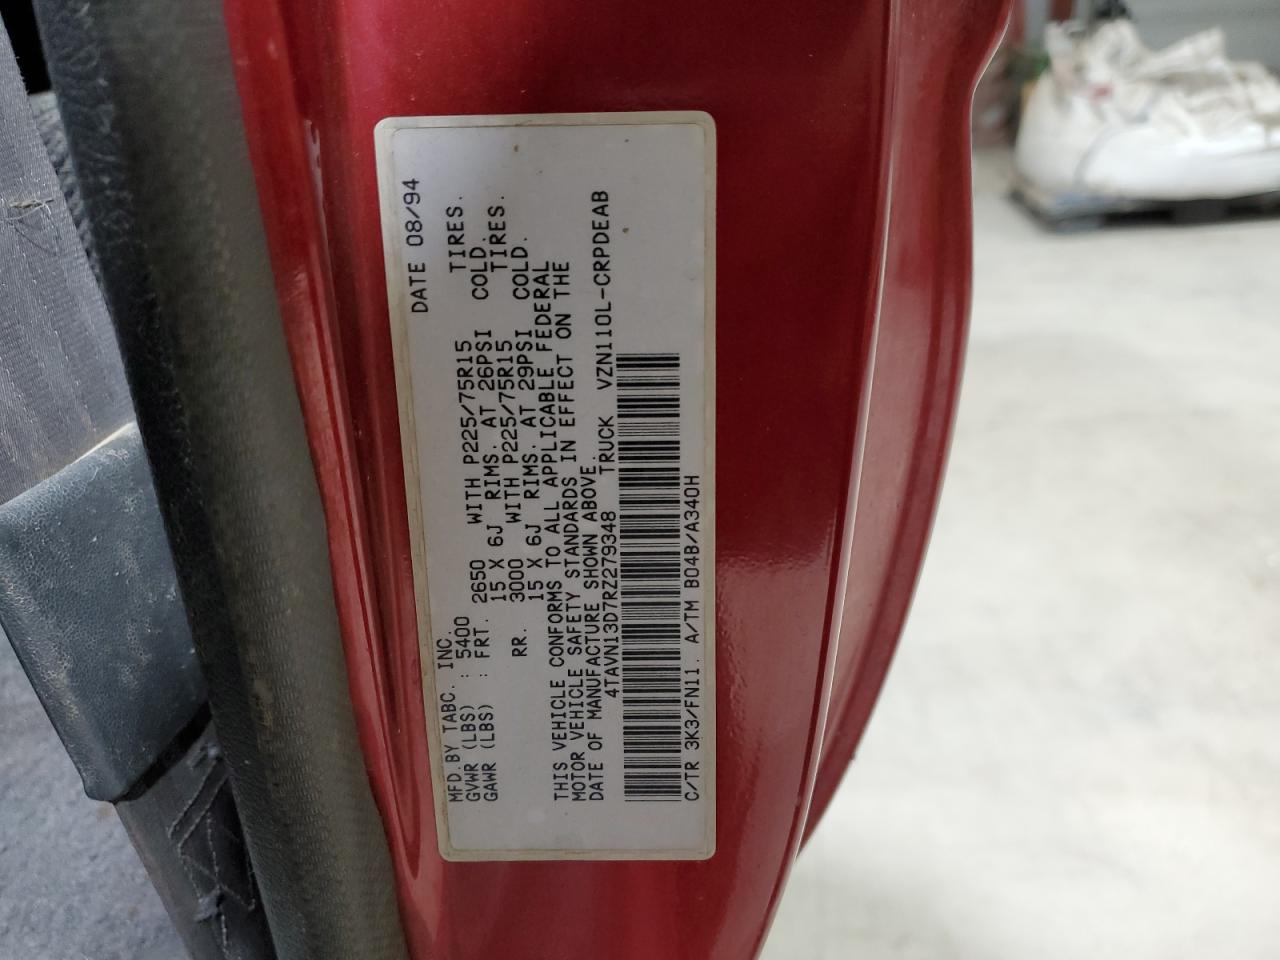 MFD.BY TABC. INC. DATE 08/94
GVWR (LBS) : 5400
GAWR (LBS) : FRT. 2650 WITH P225/75R15 TIRES.
15 X 6J RIMS. AT 26PSI COLD.
RR. 3000 WITH P225/75R15 TIRES.
15 X 6J RIMS. AT 29PSI COLD.
THIS VEHICLE CONFORMS TO ALL APPLICABLE FEDERAL
MOTOR VEHICLE SAFETY STANDARDS IN EFFECT ON THE
DATE OF MANUFACTURE SHOWN ABOVE.
4TAVN13D7RZ279348 TRUCK VZN110L-CRPDEAB
C/TR 3K3/FN11. A/TM B04B/A340H